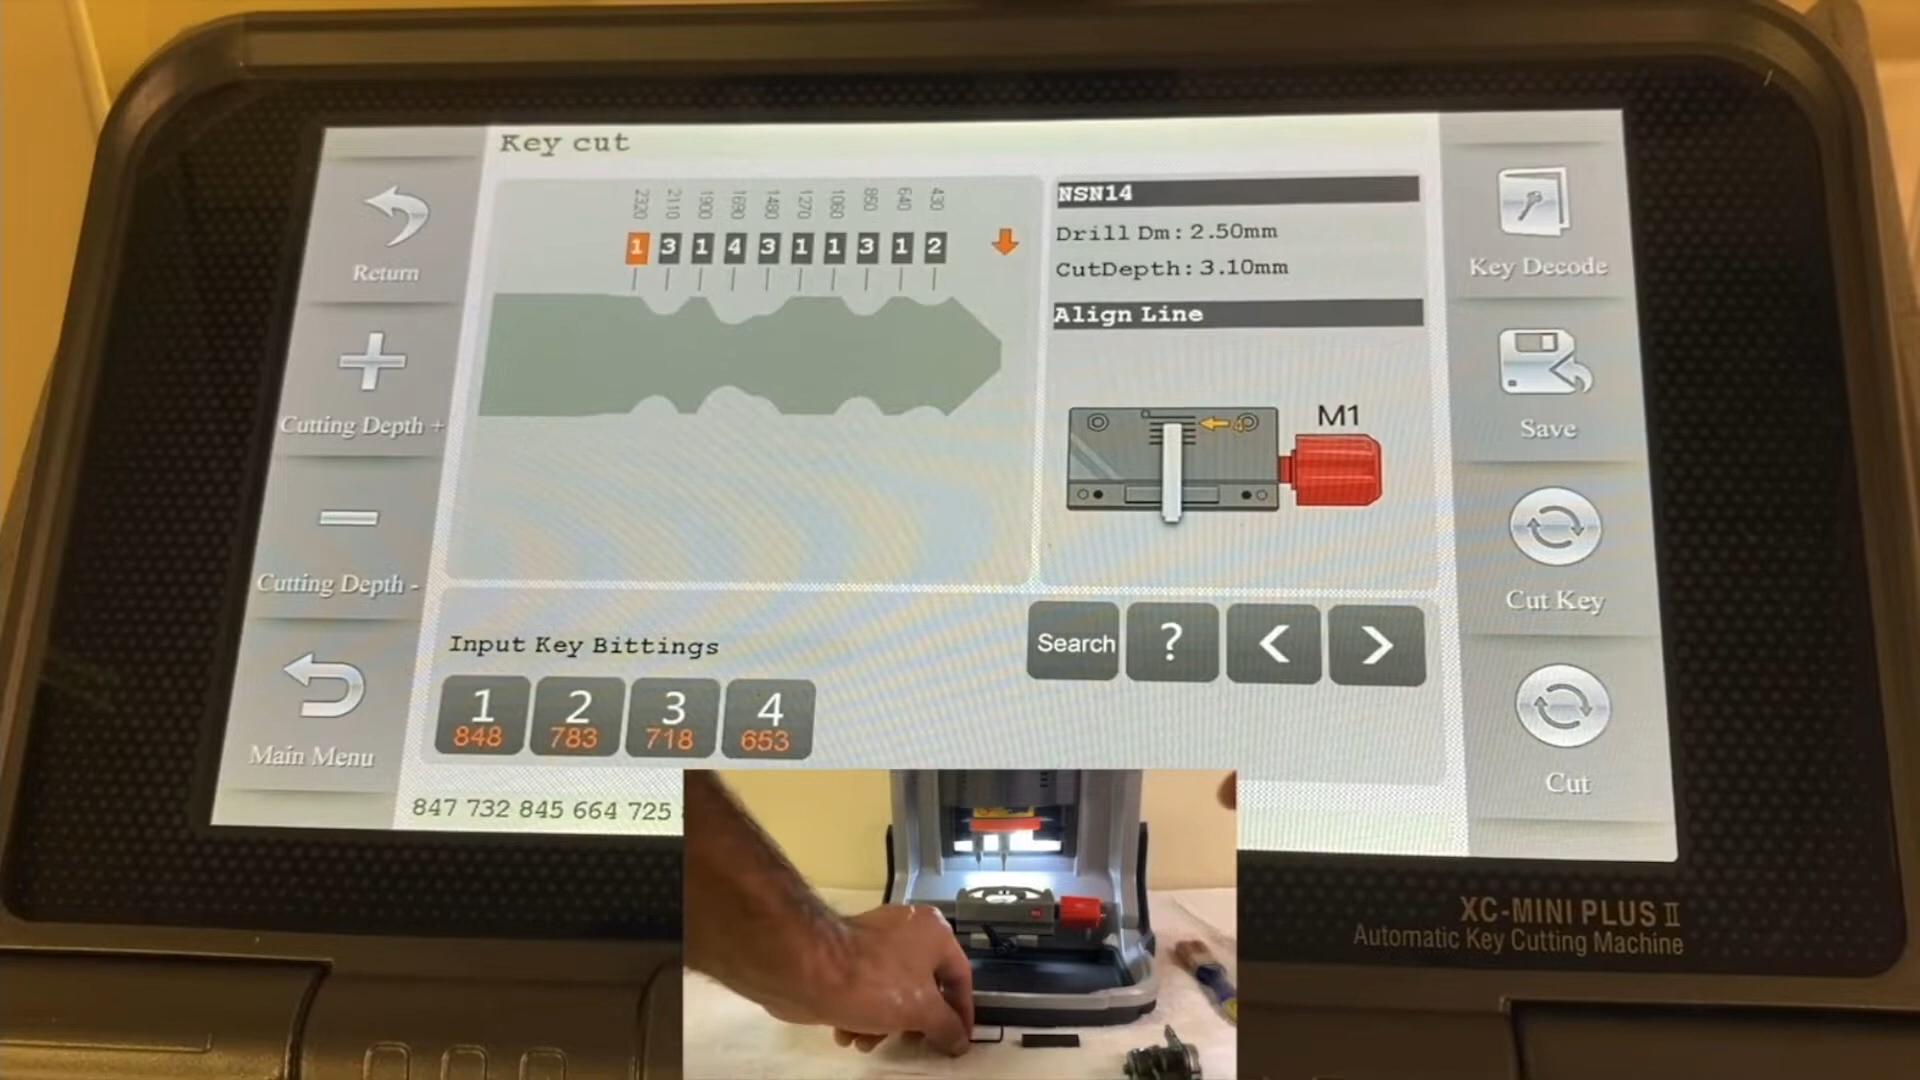 Key cut
2320 2110 1900 1690 1480 1270 1060 850 640 430
1 3 1 4 3 1 1 3 1 2
NSN14
Drill Dm: 2.50mm
CutDepth: 3.10mm
Align Line
M1
Return
Cutting Depth +
Cutting Depth -
Main Menu
Key Decode
Save
Cut Key
Cut
Input Key Bittings
Search ? < >
1 2 3 4
848 783 718 653
847 732 845 664 725
XC-MINI PLUS II
Automatic Key Cutting Machine